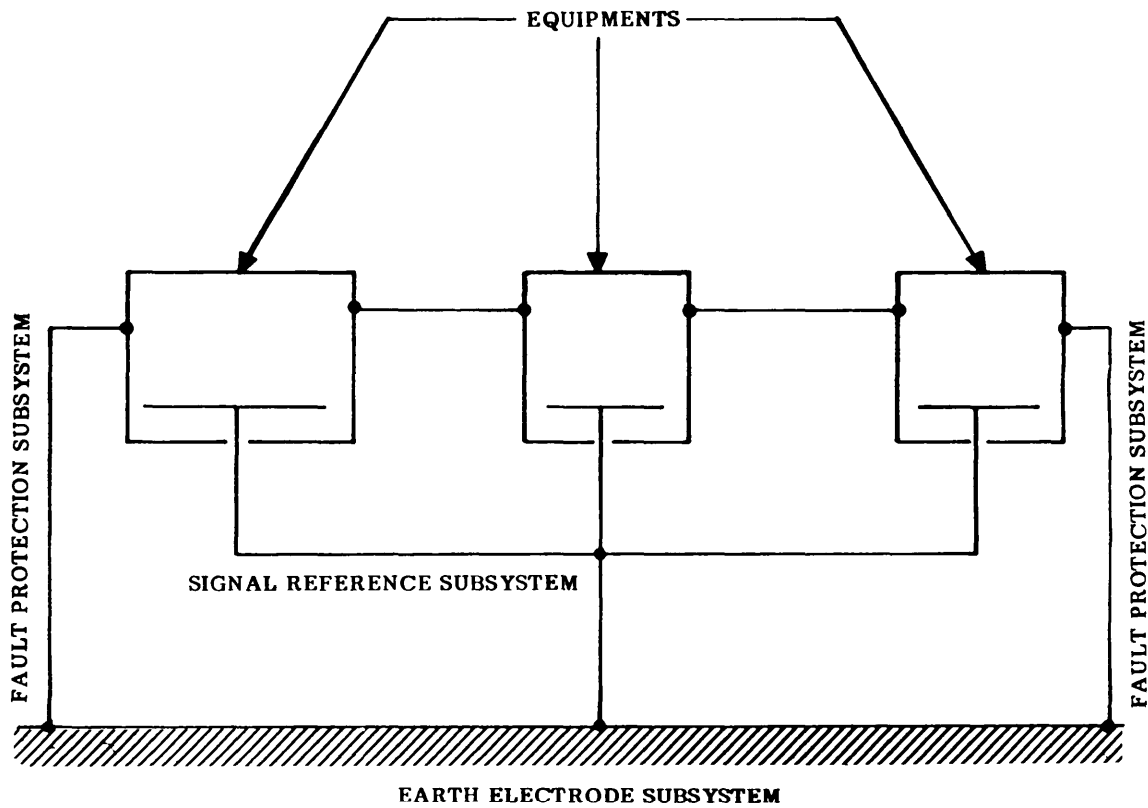 EQUIPMENTS
FAULT PROTECTION SUBSYSTEM
FAULT PROTECTION SUBSYSTEM
SIGNAL REFERENCE SUBSYSTEM
EARTH ELECTRODE SUBSYSTEM